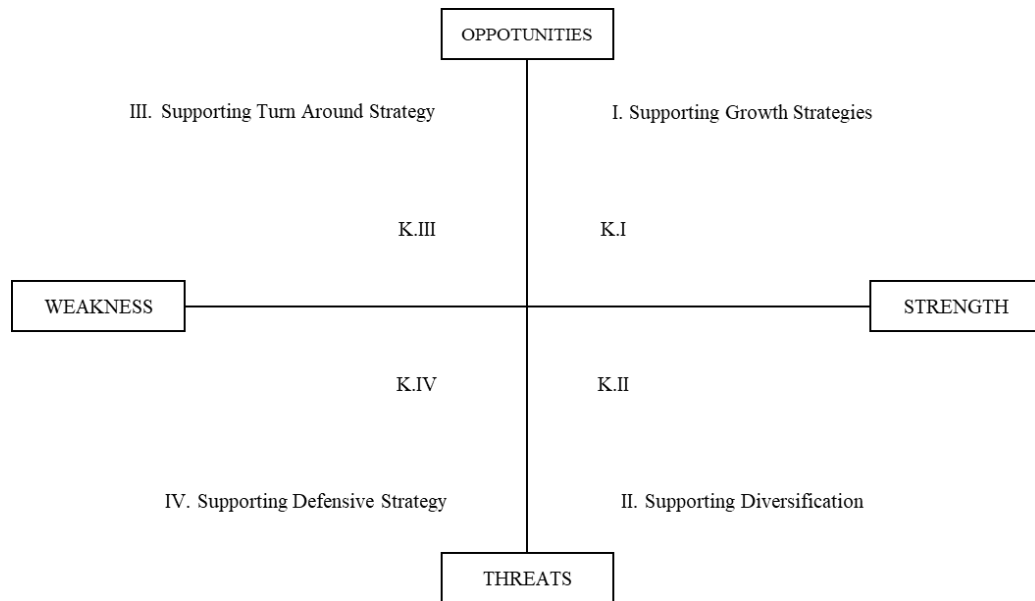 OPPOTUNITIES
III. Supporting Turn Around Strategy
I. Supporting Growth Strategies
K.III
K.I
WEAKNESS
STRENGTH
K.IV
K.II
IV. Supporting Defensive Strategy
II. Supporting Diversification
THREATS